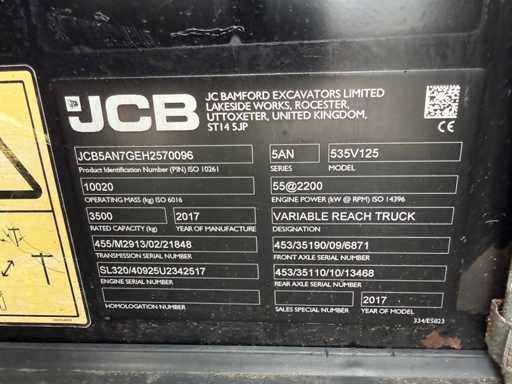 JCB
JC BAMFORD EXCAVATORS LIMITED
LAKESIDE WORKS, ROCESTER,
UTTOXETER, UNITED KINGDOM,
ST14 5JP
CE
JCB5AN7GEH2570096 5AN 535V125
Product Identification Number (PIN) ISO 10261 SERIES MODEL
10020 55@2200
OPERATING MASS (kg) ISO 6016 ENGINE POWER (kW @ RPM) ISO 14396
3500 2017 VARIABLE REACH TRUCK
RATED CAPACITY (kg) YEAR OF MANUFACTURE DESIGNATION
455/M2913/02/21848 453/35190/09/6871
TRANSMISSION SERIAL NUMBER FRONT AXLE SERIAL NUMBER
SL320/40925U2342517 453/35110/10/13468
ENGINE SERIAL NUMBER REAR AXLE SERIAL NUMBER
2017
HOMOLOGATION NUMBER SALES SPECIAL NUMBER YEAR OF MODEL
334/E5823